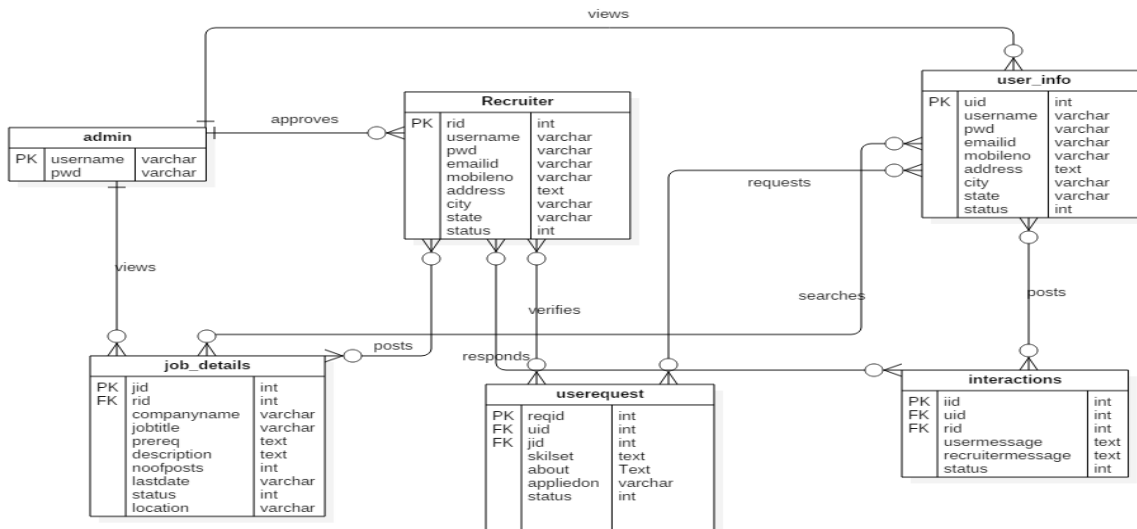 views
user_info
PK uid int
username varchar
pwd varchar
emailid varchar
mobileno varchar
address text
city varchar
state varchar
status int
Recruiter
PK rid int
username varchar
pwd varchar
emailid varchar
mobileno varchar
address text
city varchar
state varchar
status int
approves
admin
PK username varchar
pwd varchar
requests
views
verifies
searches
posts
posts
responds
job_details
PK jid int
FK rid int
companyname varchar
jobtitle varchar
prereq text
description text
noofposts int
lastdate varchar
status int
location varchar
userequest
PK reqid int
FK uid int
FK jid int
skilset text
about Text
appliedon varchar
status int
interactions
PK iid int
FK uid int
FK rid int
usermessage text
recruitermessage text
status int